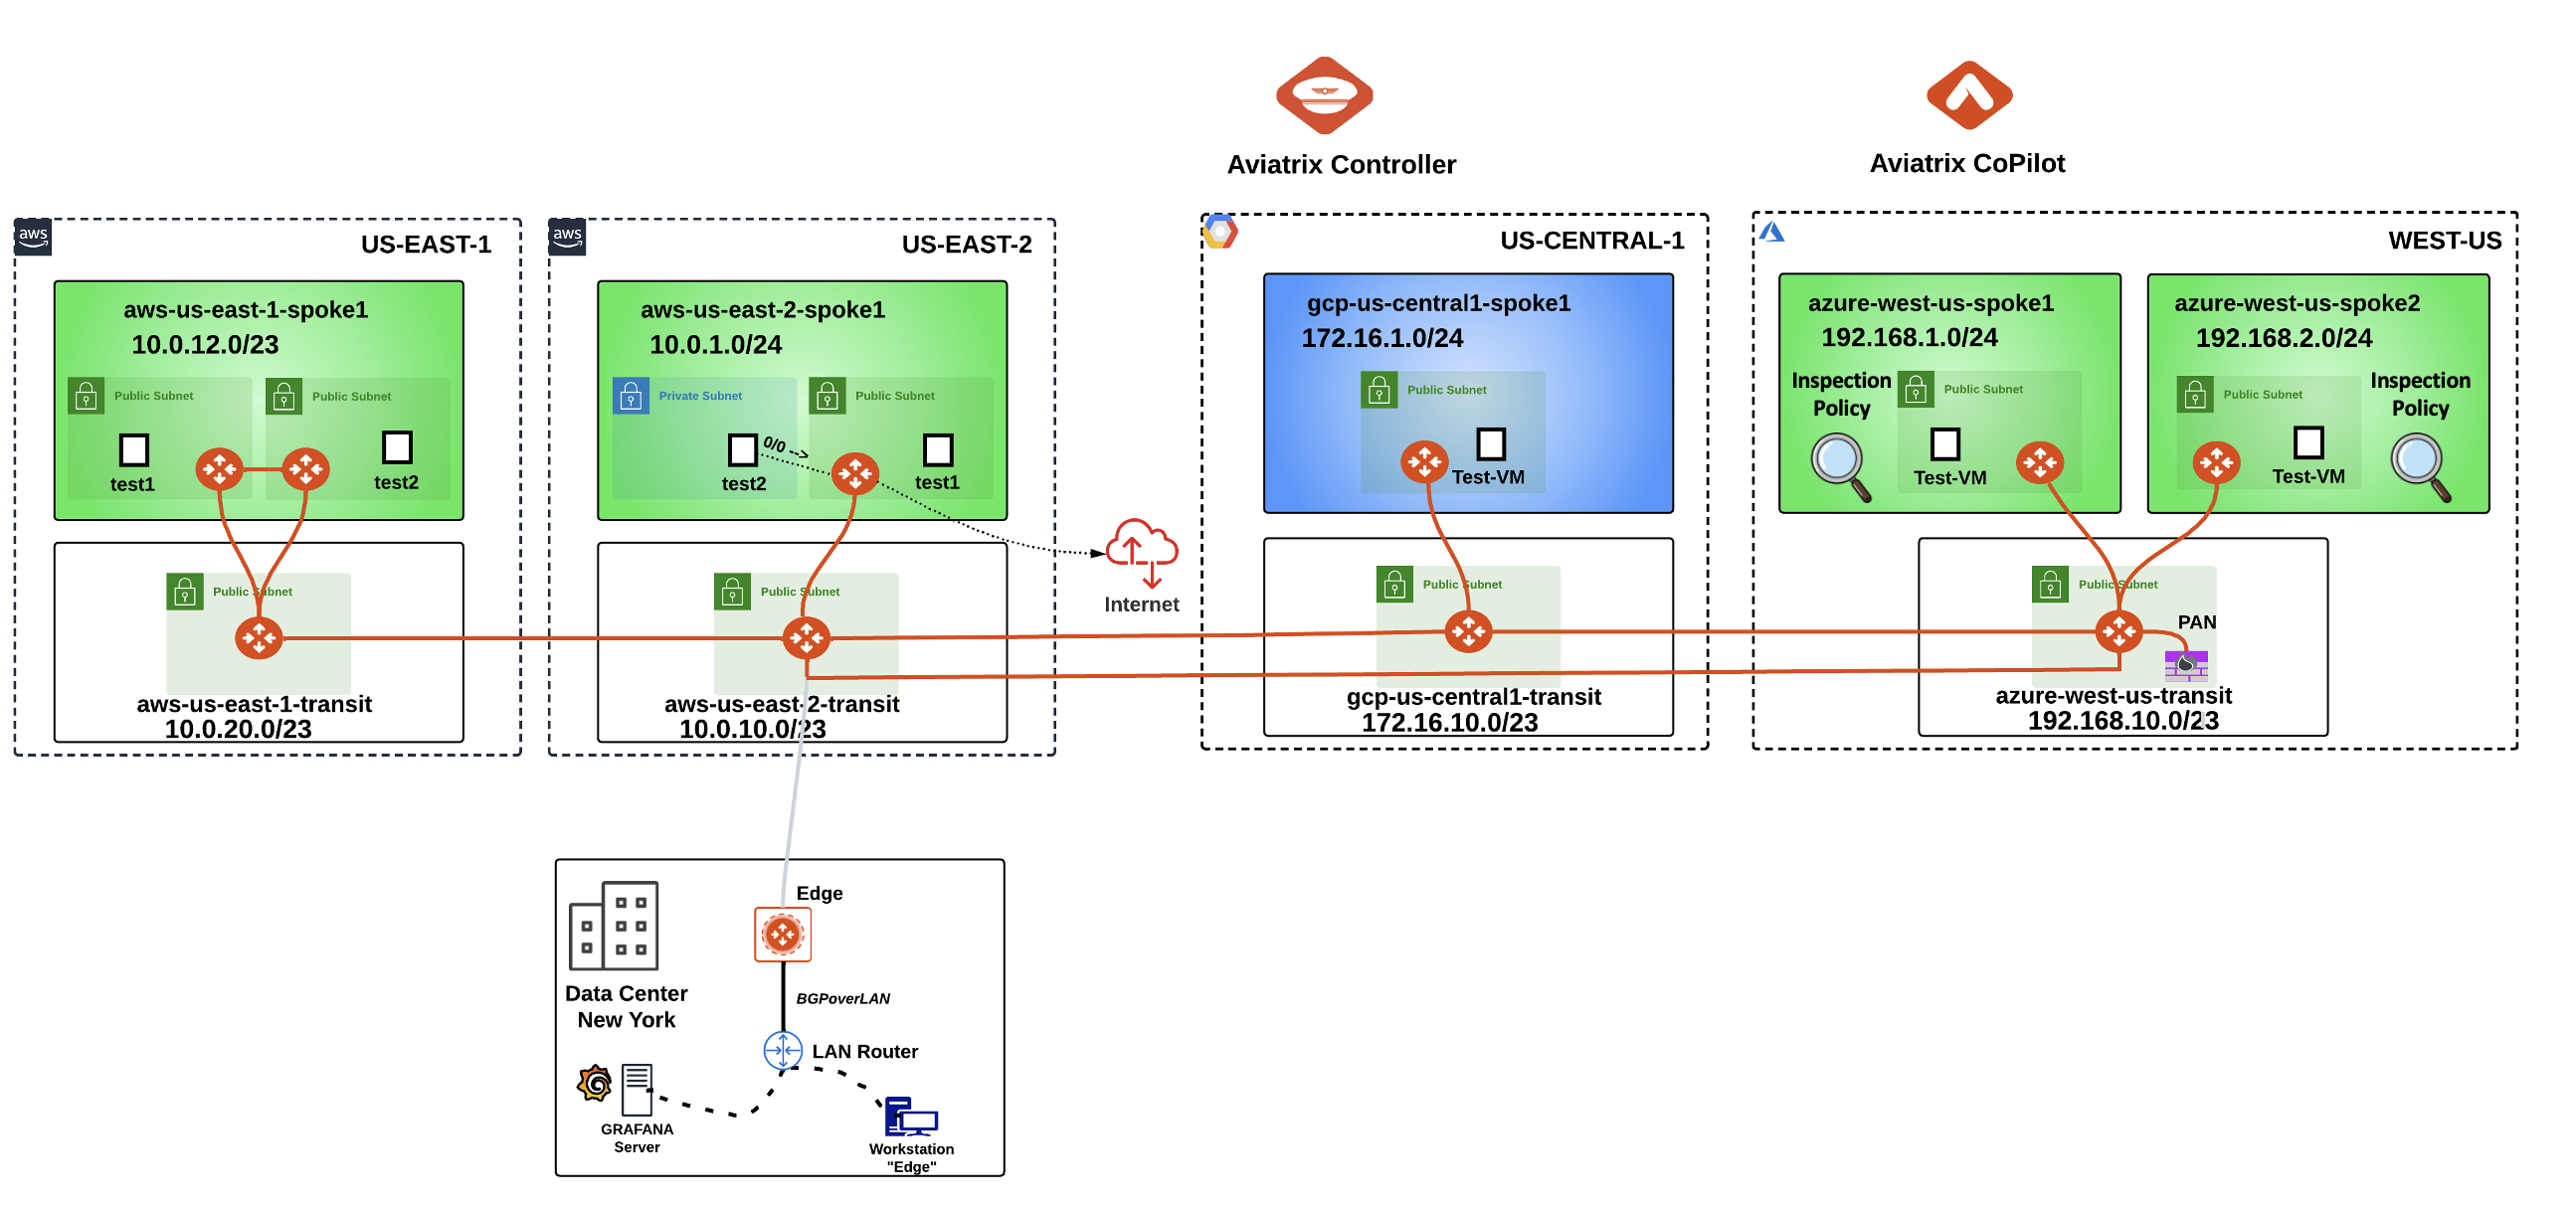 Aviatrix Controller
Aviatrix CoPilot
aws
US-EAST-1
aws-us-east-1-spoke1
10.0.12.0/23
Public Subnet
Public Subnet
test1
test2
Public Subnet
aws-us-east-1-transit
10.0.20.0/23
aws
US-EAST-2
aws-us-east-2-spoke1
10.0.1.0/24
Private Subnet
Public Subnet
0/0 -->
test2
test1
Public Subnet
aws-us-east-2-transit
10.0.10.0/23
Internet
US-CENTRAL-1
gcp-us-central1-spoke1
172.16.1.0/24
Public Subnet
Test-VM
Public Subnet
gcp-us-central1-transit
172.16.10.0/23
WEST-US
azure-west-us-spoke1
192.168.1.0/24
Inspection
Policy
Public Subnet
Test-VM
azure-west-us-spoke2
192.168.2.0/24
Public Subnet
Inspection
Policy
Test-VM
Public Subnet
PAN
azure-west-us-transit
192.168.10.0/23
Edge
Data Center
New York
BGPoverLAN
LAN Router
GRAFANA
Server
Workstation
"Edge"